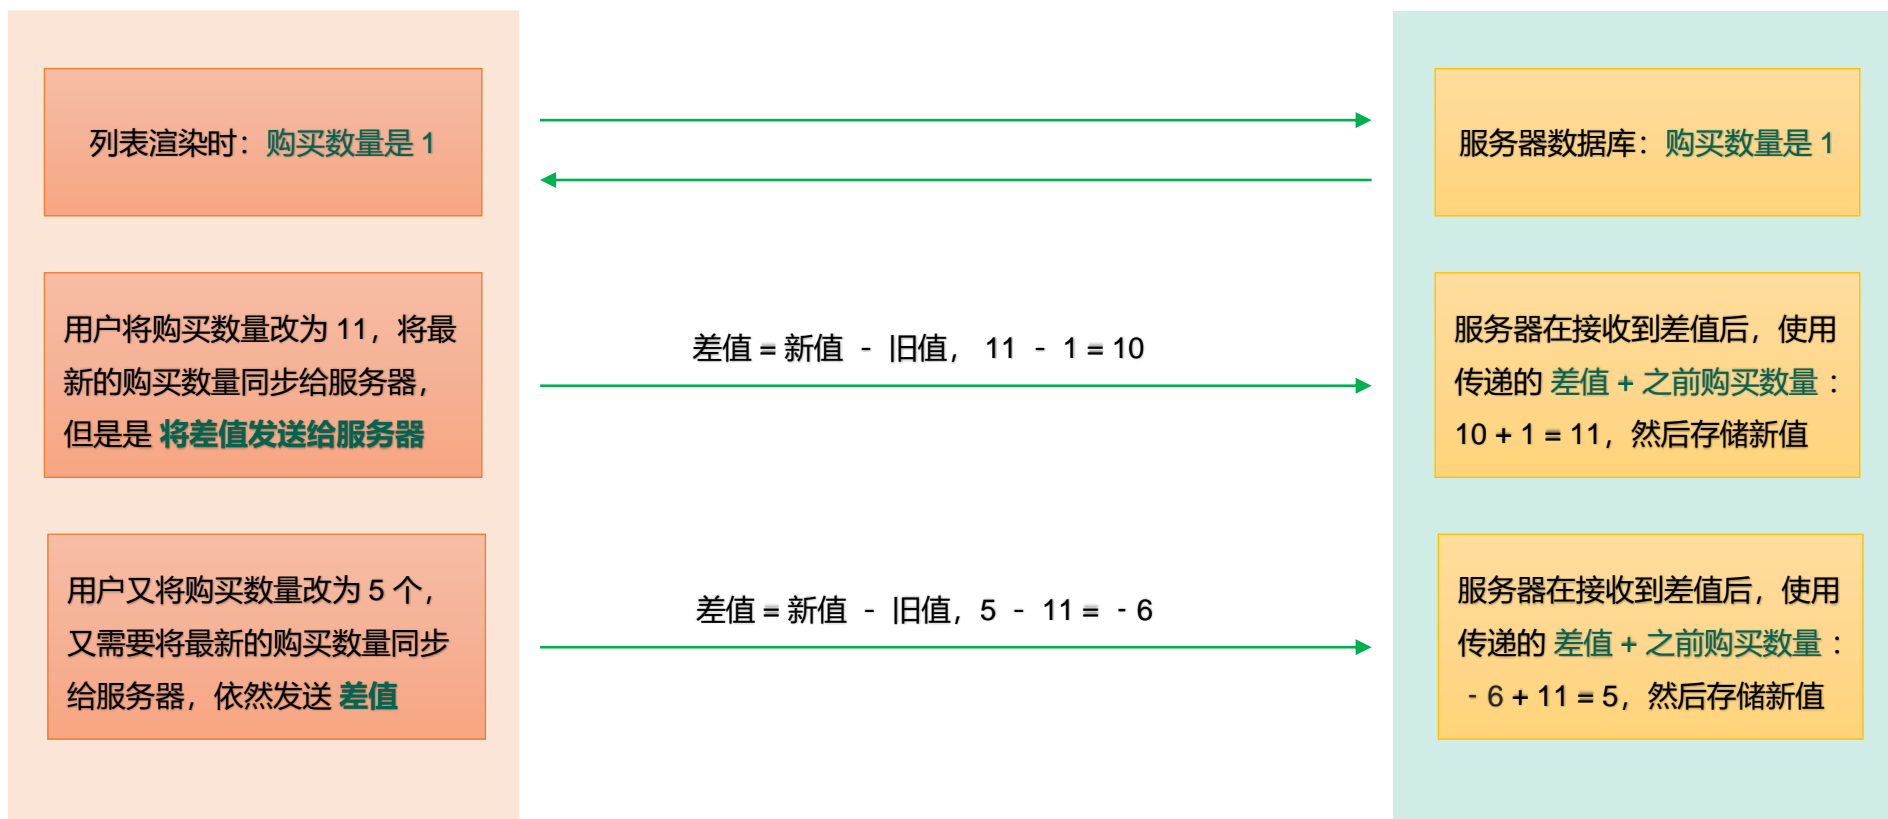 列表渲染时：购买数量是 1
服务器数据库：购买数量是 1
用户将购买数量改为 11，将最
新的购买数量同步给服务器，
但是是 将差值发送给服务器
差值 = 新值 - 旧值， 11 - 1 = 10
服务器在接收到差值后，使用
传递的 差值 + 之前购买数量 ：
10 + 1 = 11，然后存储新值
用户又将购买数量改为 5 个，
又需要将最新的购买数量同步
给服务器，依然发送 差值
差值 = 新值 - 旧值，5 - 11 = - 6
服务器在接收到差值后，使用
传递的 差值 + 之前购买数量 ：
- 6 + 11 = 5，然后存储新值